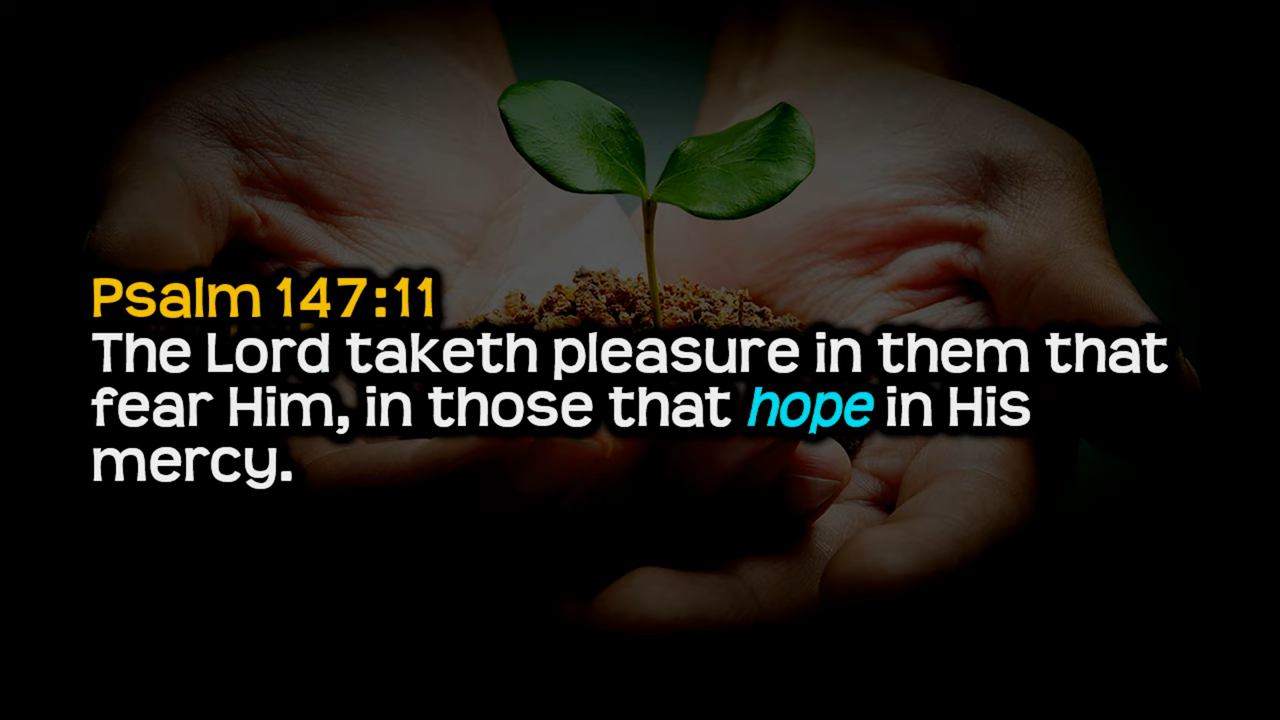 Psalm 147:11
The Lord taketh pleasure in them that
fear Him, in those that hope in His
mercy.